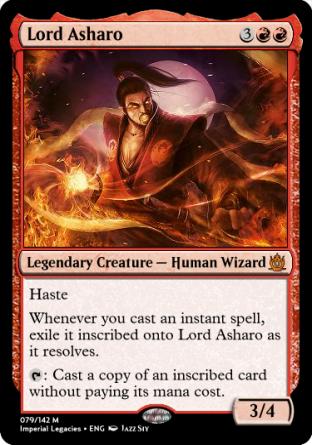 Lord Asharo 3
Legendary Creature — Human Wizard
Haste
Whenever you cast an instant spell,
exile it inscribed onto Lord Asharo as
it resolves.
: Cast a copy of an inscribed card
without paying its mana cost.
3/4
079/142 M
Imperial Legacies • ENG Jazz Siy